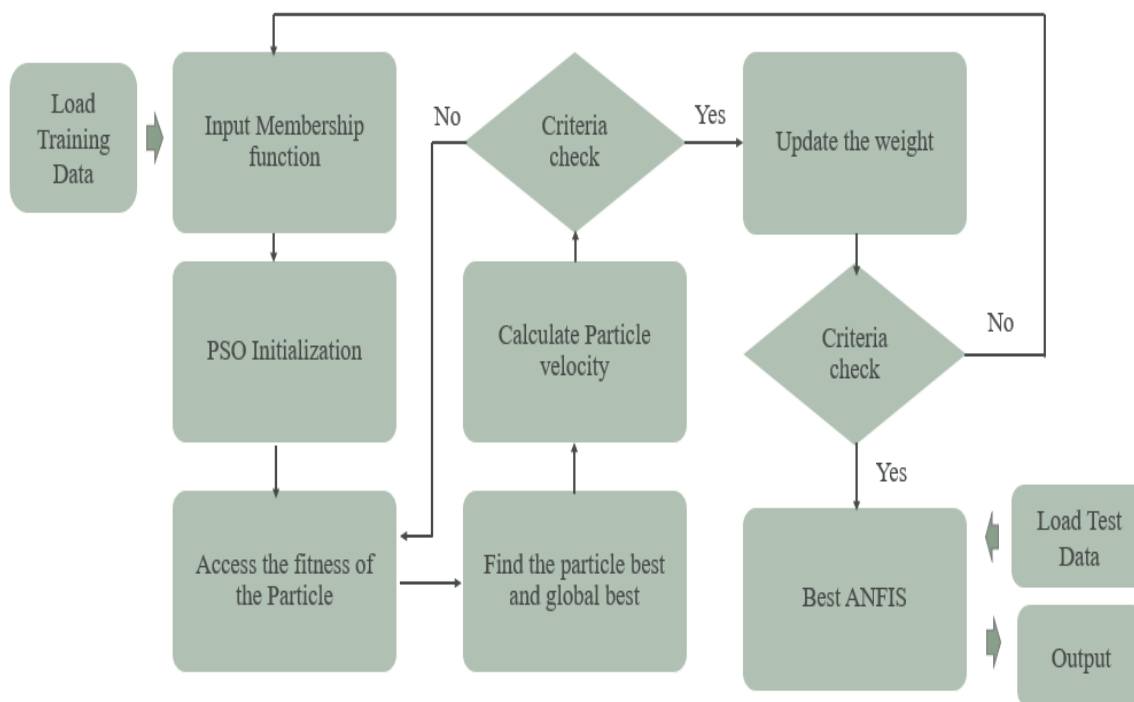 Load
Training
Data
Input Membership
function
PSO Initialization
Access the fitness of
the Particle
Find the particle best
and global best
Calculate Particle
velocity
Criteria
check
No
Yes
Update the weight
Criteria
check
No
Yes
Best ANFIS
Load Test
Data
Output